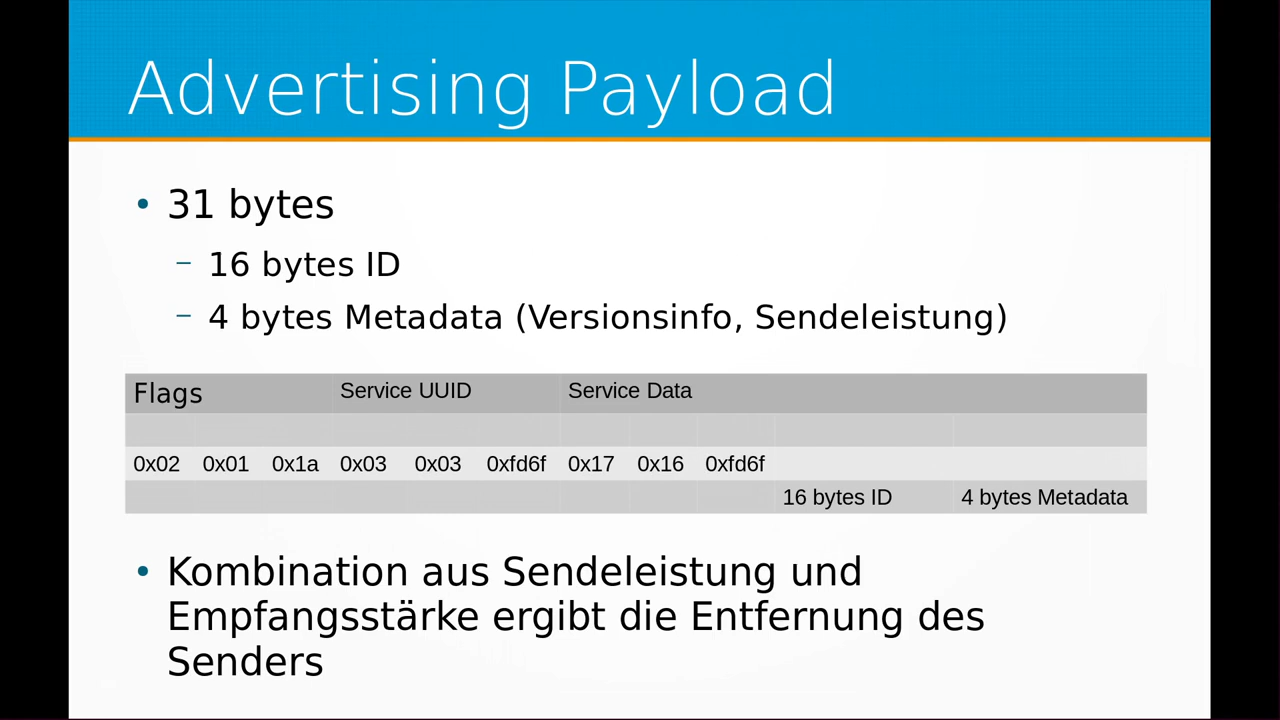 Advertising Payload
• 31 bytes
– 16 bytes ID
– 4 bytes Metadata (Versionsinfo, Sendeleistung)
Flags Service UUID Service Data
0x02 0x01 0x1a 0x03 0x03 0xfd6f 0x17 0x16 0xfd6f
16 bytes ID 4 bytes Metadata
• Kombination aus Sendeleistung und
Empfangsstärke ergibt die Entfernung des
Senders